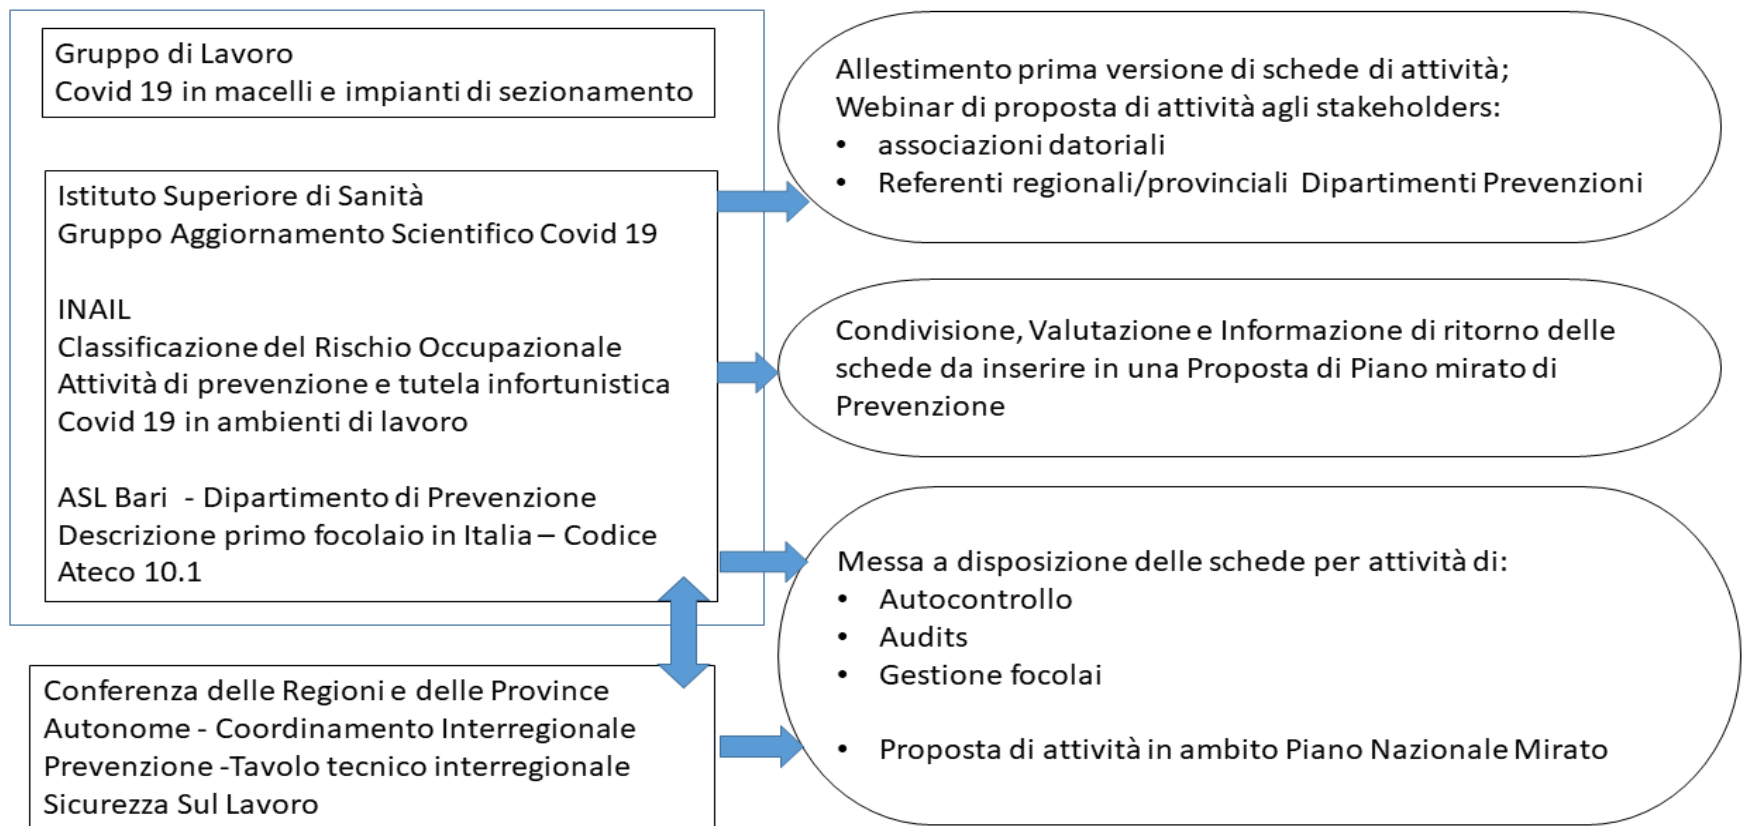 Gruppo di Lavoro
Covid 19 in macelli e impianti di sezionamento
Istituto Superiore di Sanità
Gruppo Aggiornamento Scientifico Covid 19
INAIL
Classificazione del Rischio Occupazionale
Attività di prevenzione e tutela infortunistica
Covid 19 in ambienti di lavoro
ASL Bari - Dipartimento di Prevenzione
Descrizione primo focolaio in Italia – Codice
Ateco 10.1
Conferenza delle Regioni e delle Province
Autonome - Coordinamento Interregionale
Prevenzione -Tavolo tecnico interregionale
Sicurezza Sul Lavoro
Allestimento prima versione di schede di attività;
Webinar di proposta di attività agli stakeholders:
• associazioni datoriali
• Referenti regionali/provinciali Dipartimenti Prevenzioni
Condivisione, Valutazione e Informazione di ritorno delle
schede da inserire in una Proposta di Piano mirato di
Prevenzione
Messa a disposizione delle schede per attività di:
• Autocontrollo
• Audits
• Gestione focolai
• Proposta di attività in ambito Piano Nazionale Mirato